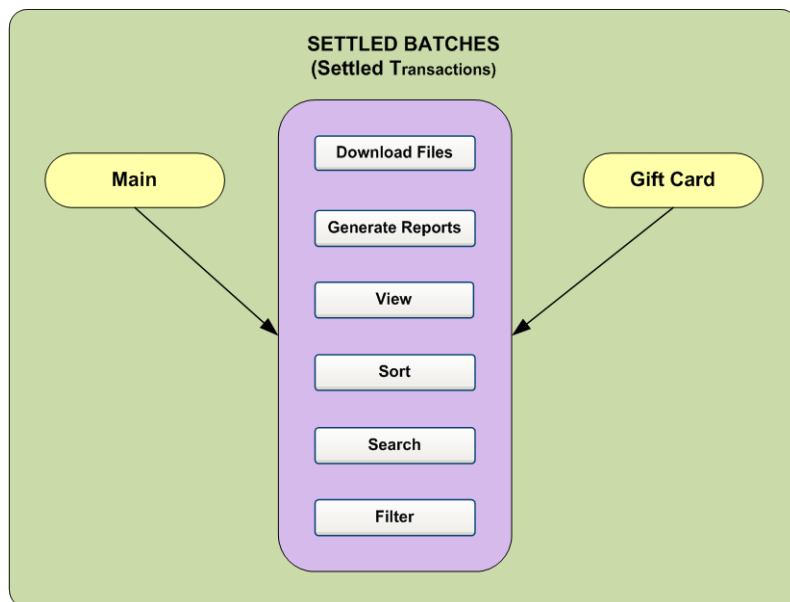 SETTLED BATCHES
(Settled Transactions)
Main
Gift Card
Download Files
Generate Reports
View
Sort
Search
Filter